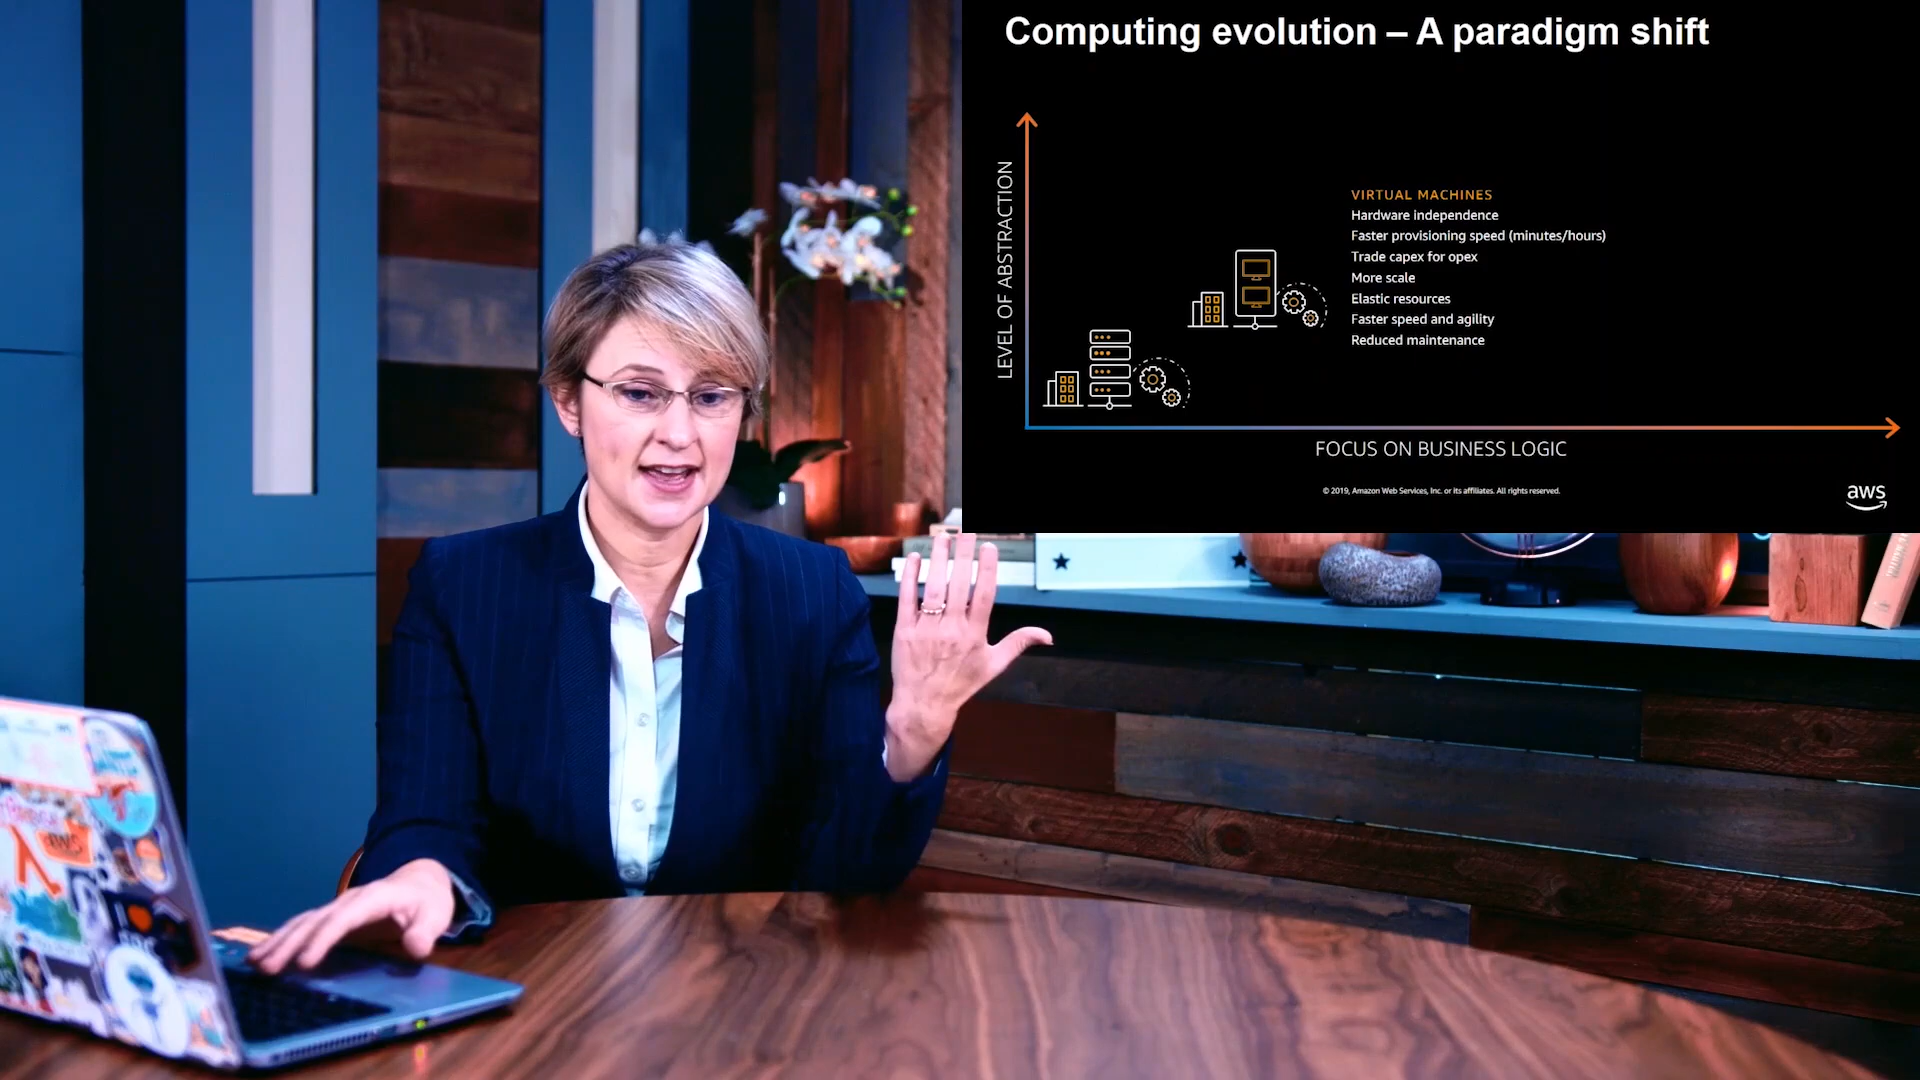 Computing evolution – A paradigm shift
LEVEL OF ABSTRACTION
VIRTUAL MACHINES
Hardware independence
Faster provisioning speed (minutes/hours)
Trade capex for opex
More scale
Elastic resources
Faster speed and agility
Reduced maintenance
FOCUS ON BUSINESS LOGIC
© 2019, Amazon Web Services, Inc. or its affiliates. All rights reserved.
aws
aws